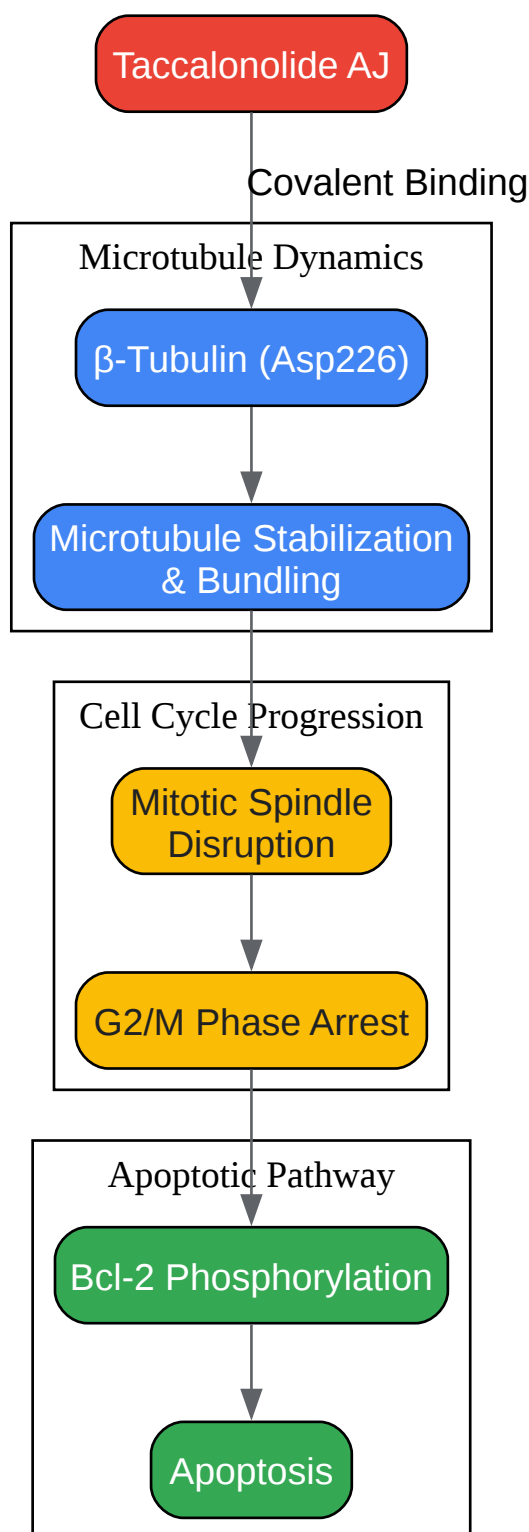 Taccalonolide AJ
Covalent Binding
Microtubule Dynamics
β-Tubulin (Asp226)
Microtubule Stabilization
& Bundling
Cell Cycle Progression
Mitotic Spindle
Disruption
G2/M Phase Arrest
Apoptotic Pathway
Bcl-2 Phosphorylation
Apoptosis